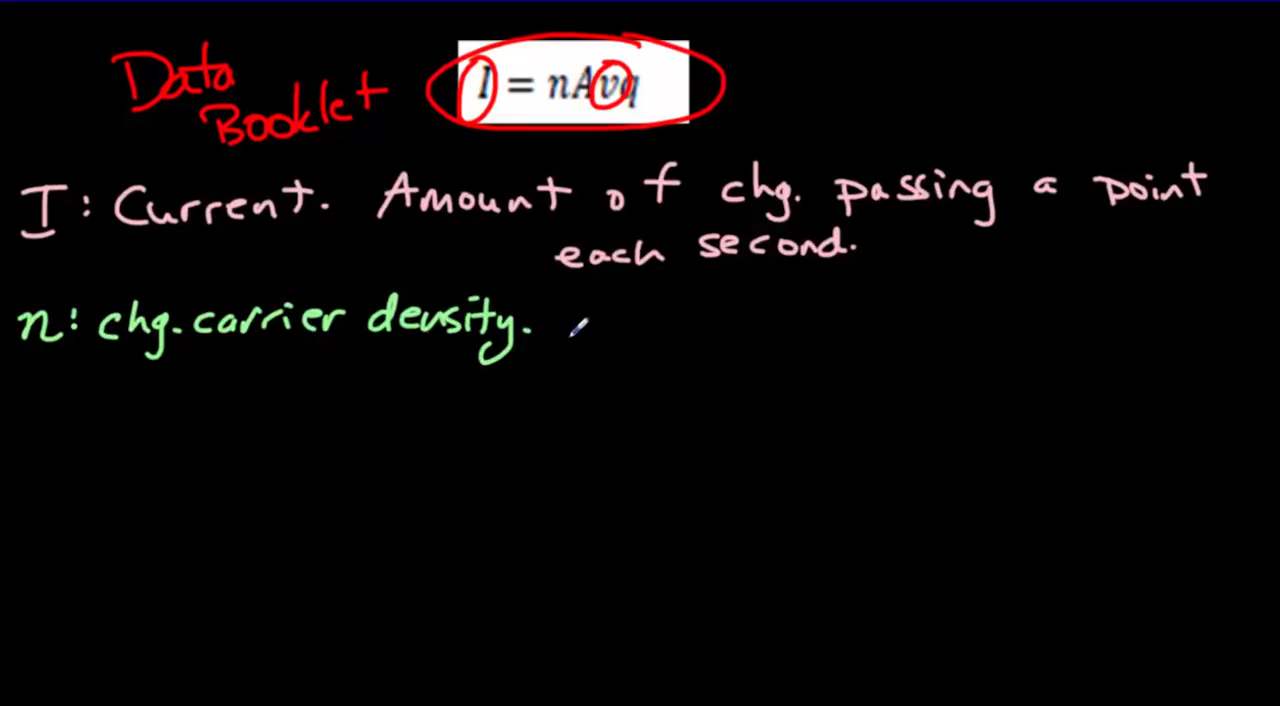 Data
Booklet
I = nAvq
I: Current. Amount of chg. passing a point
each second.
n: chg. carrier density.